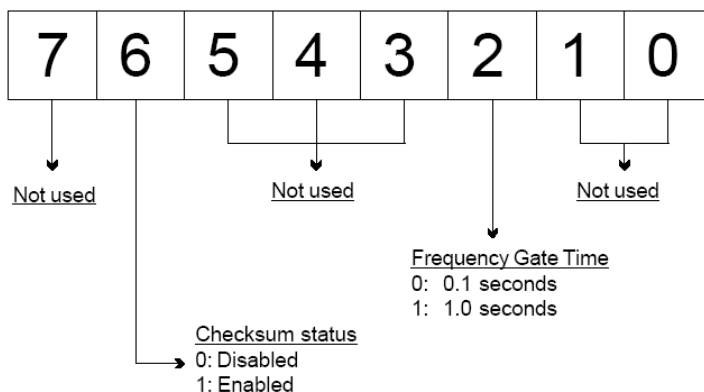 7 6 5 4 3 2 1 0
Not used
Not used
Not used
Frequency Gate Time
0: 0.1 seconds
1: 1.0 seconds
Checksum status
0: Disabled
1: Enabled